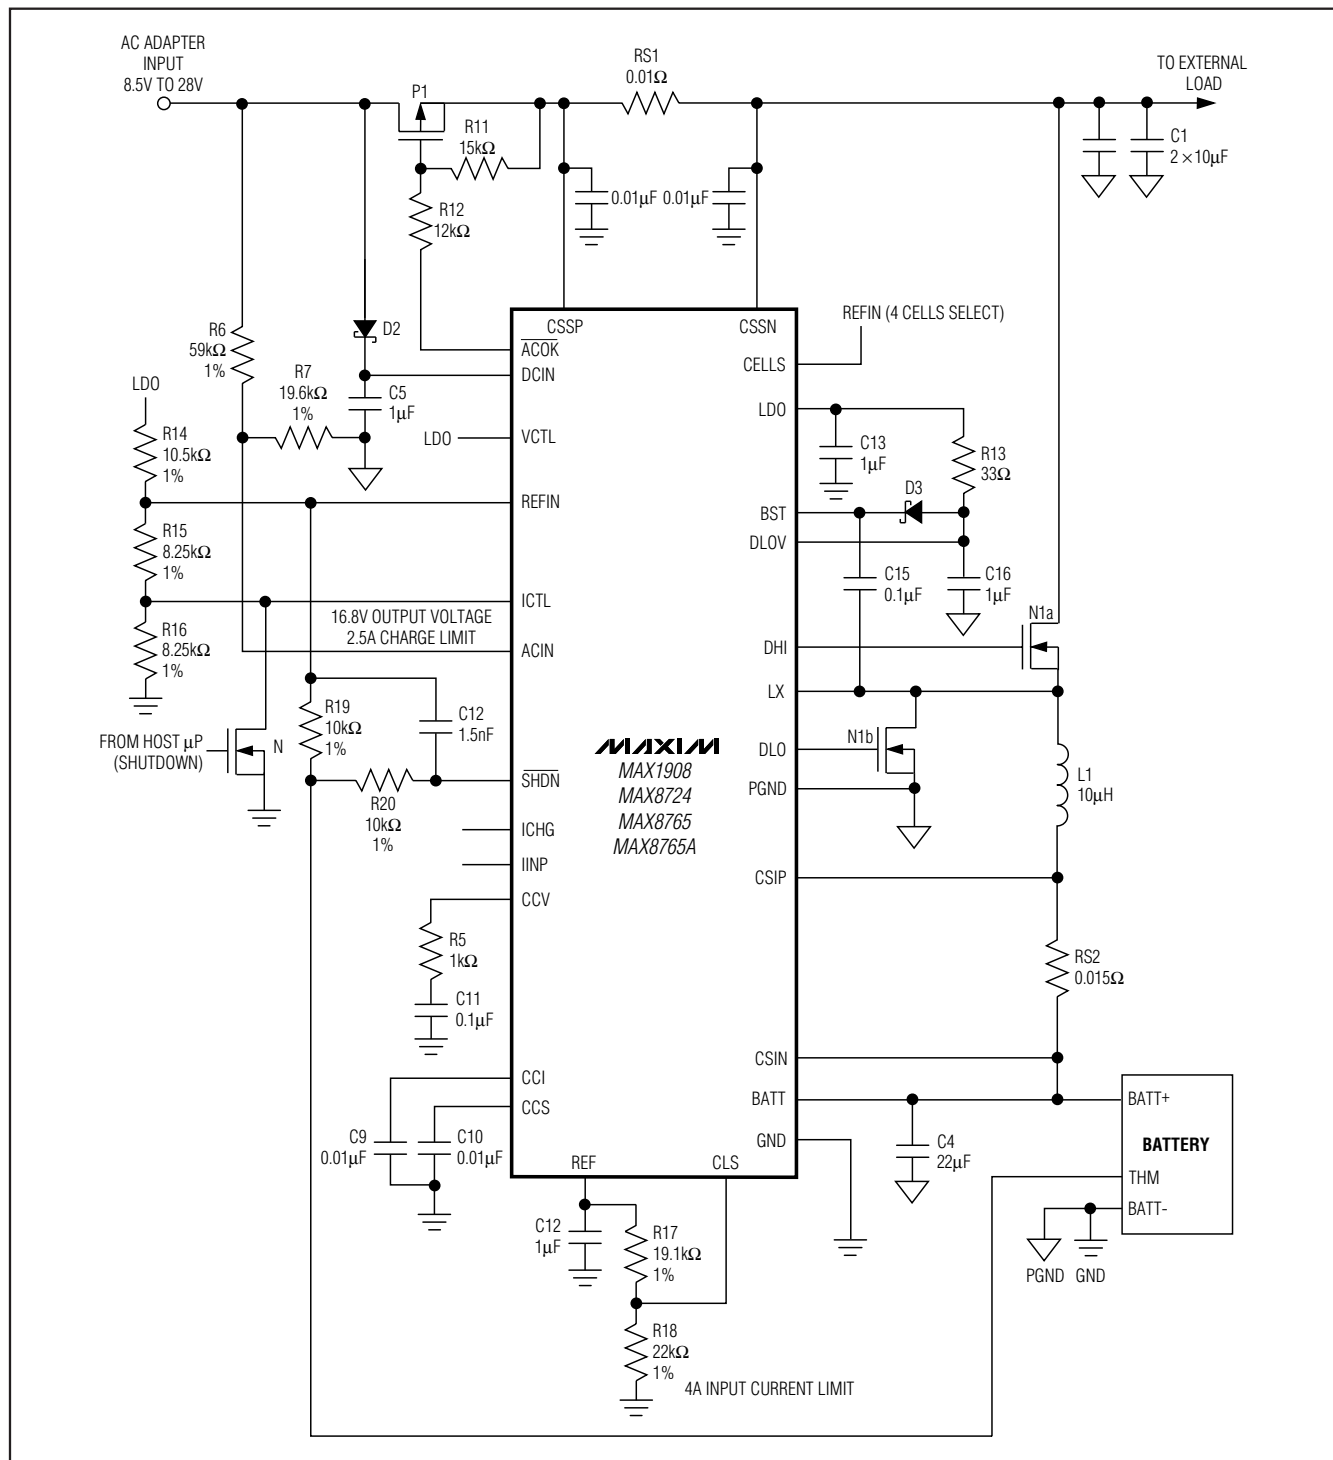 AC ADAPTER
INPUT
8.5V TO 28V
P1
R11
15kΩ
RS1
0.01Ω
TO EXTERNAL
LOAD
C1
2 ×10μF
0.01μF
0.01μF
R12
12kΩ
R6
59kΩ
1%
D2
R7
19.6kΩ
1%
C5
1μF
LDO
R14
10.5kΩ
1%
LDO
R15
8.25kΩ
1%
R16
8.25kΩ
1%
16.8V OUTPUT VOLTAGE
2.5A CHARGE LIMIT
FROM HOST μP
(SHUTDOWN)
N
R19
10kΩ
1%
C12
1.5nF
R20
10kΩ
1%
R5
1kΩ
C11
0.1μF
C9
0.01μF
C10
0.01μF
CSSP
CSSN
ACOK
DCIN
VCTL
REFIN
ICTL
ACIN
SHDN
ICHG
IINP
CCV
CCI
CCS
REF
CLS
MAXIM
MAX1908
MAX8724
MAX8765
MAX8765A
CELLS
LDO
BST
DLOV
DHI
LX
DLO
PGND
CSIP
CSIN
BATT
GND
REFIN (4 CELLS SELECT)
C13
1μF
R13
33Ω
D3
C15
0.1μF
C16
1μF
N1a
N1b
L1
10μH
RS2
0.015Ω
C4
22μF
BATT+
BATTERY
THM
BATT-
PGND GND
C12
1μF
R17
19.1kΩ
1%
R18
22kΩ
1%
4A INPUT CURRENT LIMIT